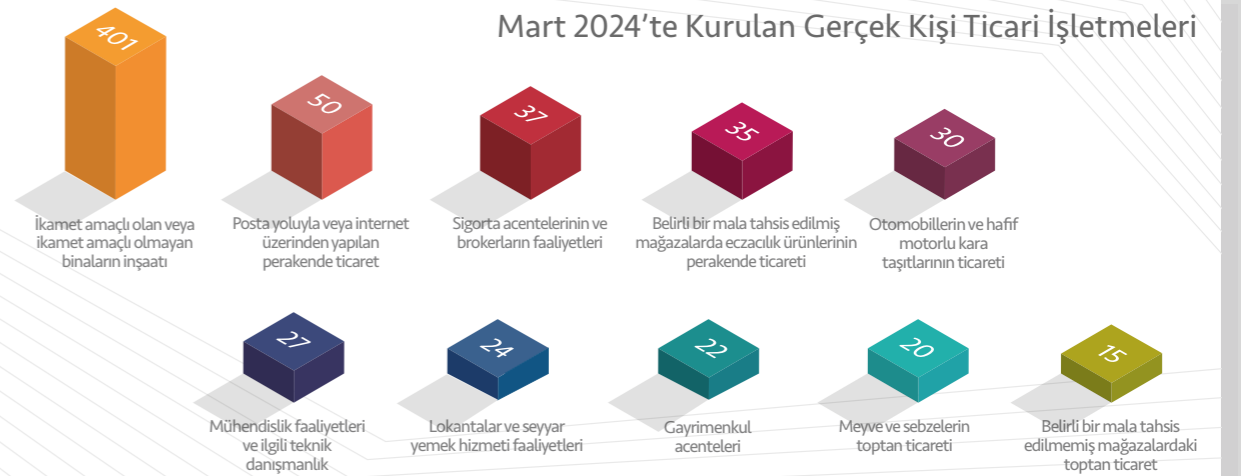 Mart 2024'te Kurulan Gerçek Kişi Ticari İşletmeleri
401
İkamet amaçlı olan veya
ikamet amaçlı olmayan
binaların inşaatı
50
Posta yoluyla veya internet
üzerinden yapılan
perakende ticaret
37
Sigorta acentelerinin ve
brokerların faaliyetleri
35
Belirli bir mala tahsis edilmiş
mağazalarda eczacılık ürünlerinin
perakende ticareti
30
Otomobillerin ve hafif
motorlu kara
taşıtlarının ticareti
27
Mühendislik faaliyetleri
ve ilgili teknik
danışmanlık
24
Lokantalar ve seyyar
yemek hizmeti faaliyetleri
22
Gayrimenkul
acenteleri
20
Meyve ve sebzelerin
toptan ticareti
15
Belirli bir mala tahsis
edilmemiş mağazalardaki
toptan ticaret